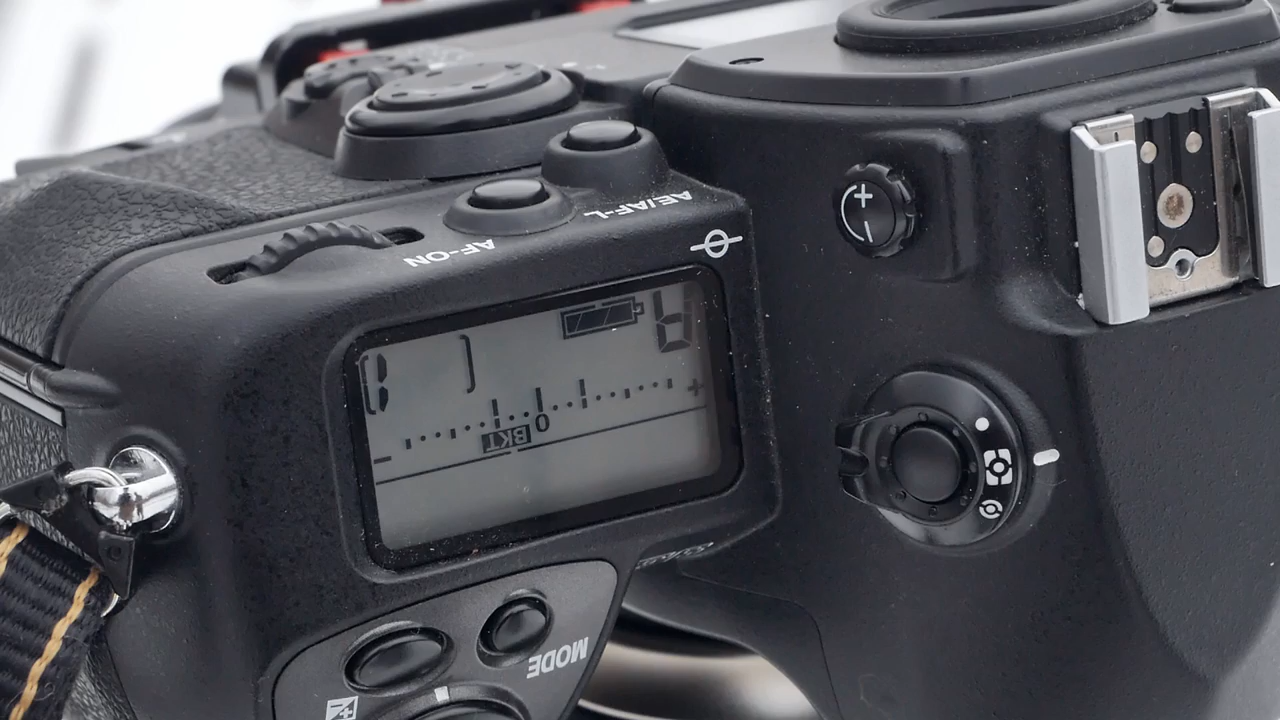 AE/AF-L
AF-ON
BKT
0
+
−
MODE